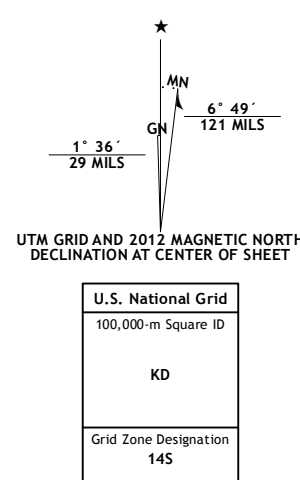 ★
MN
GN
1° 36´
29 MILS
6° 49´
121 MILS
UTM GRID AND 2012 MAGNETIC NORTH
DECLINATION AT CENTER OF SHEET
U.S. National Grid
100,000-m Square ID
KD
Grid Zone Designation
14S